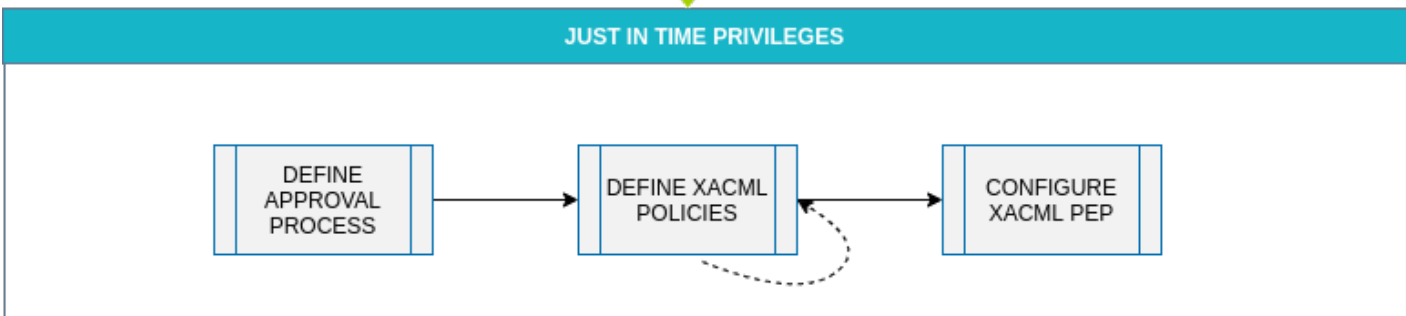 JUST IN TIME PRIVILEGES
DEFINE
APPROVAL
PROCESS
DEFINE XACML
POLICIES
CONFIGURE
XACML PEP